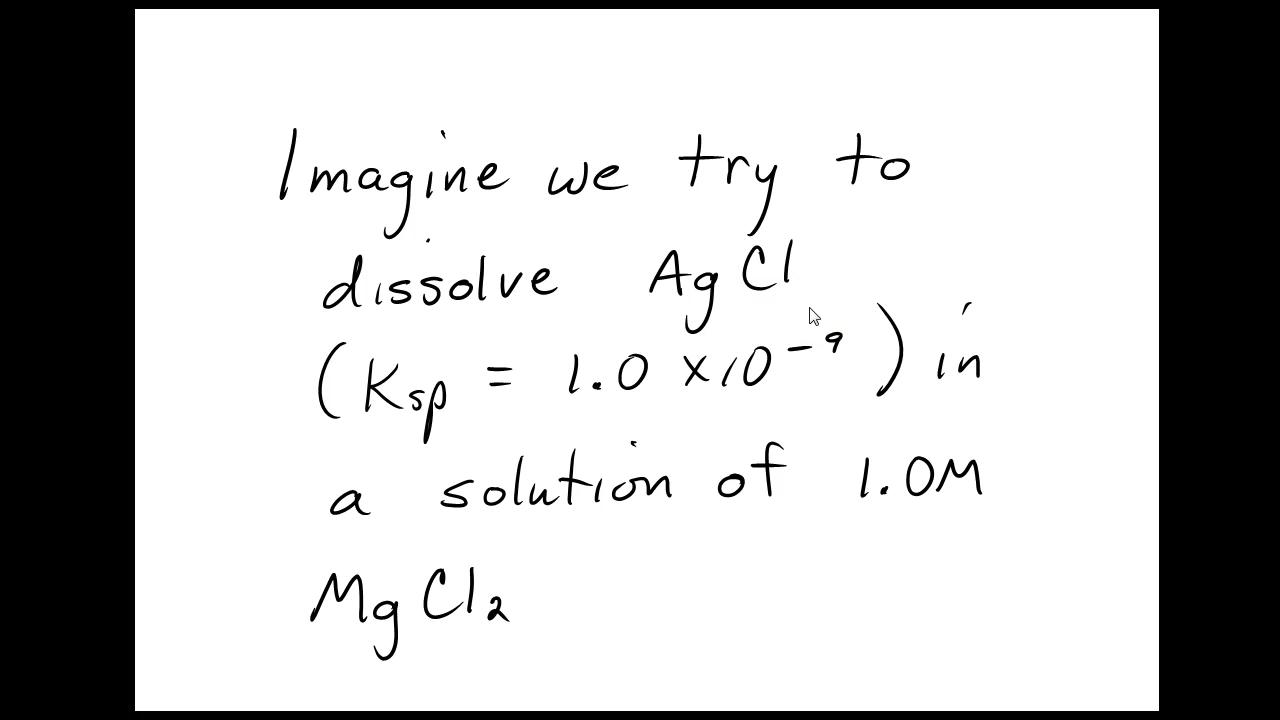 Imagine we try to
dissolve AgCl
(Ksp = 1.0 x10⁻⁹) in
a solution of 1.0M
MgCl₂